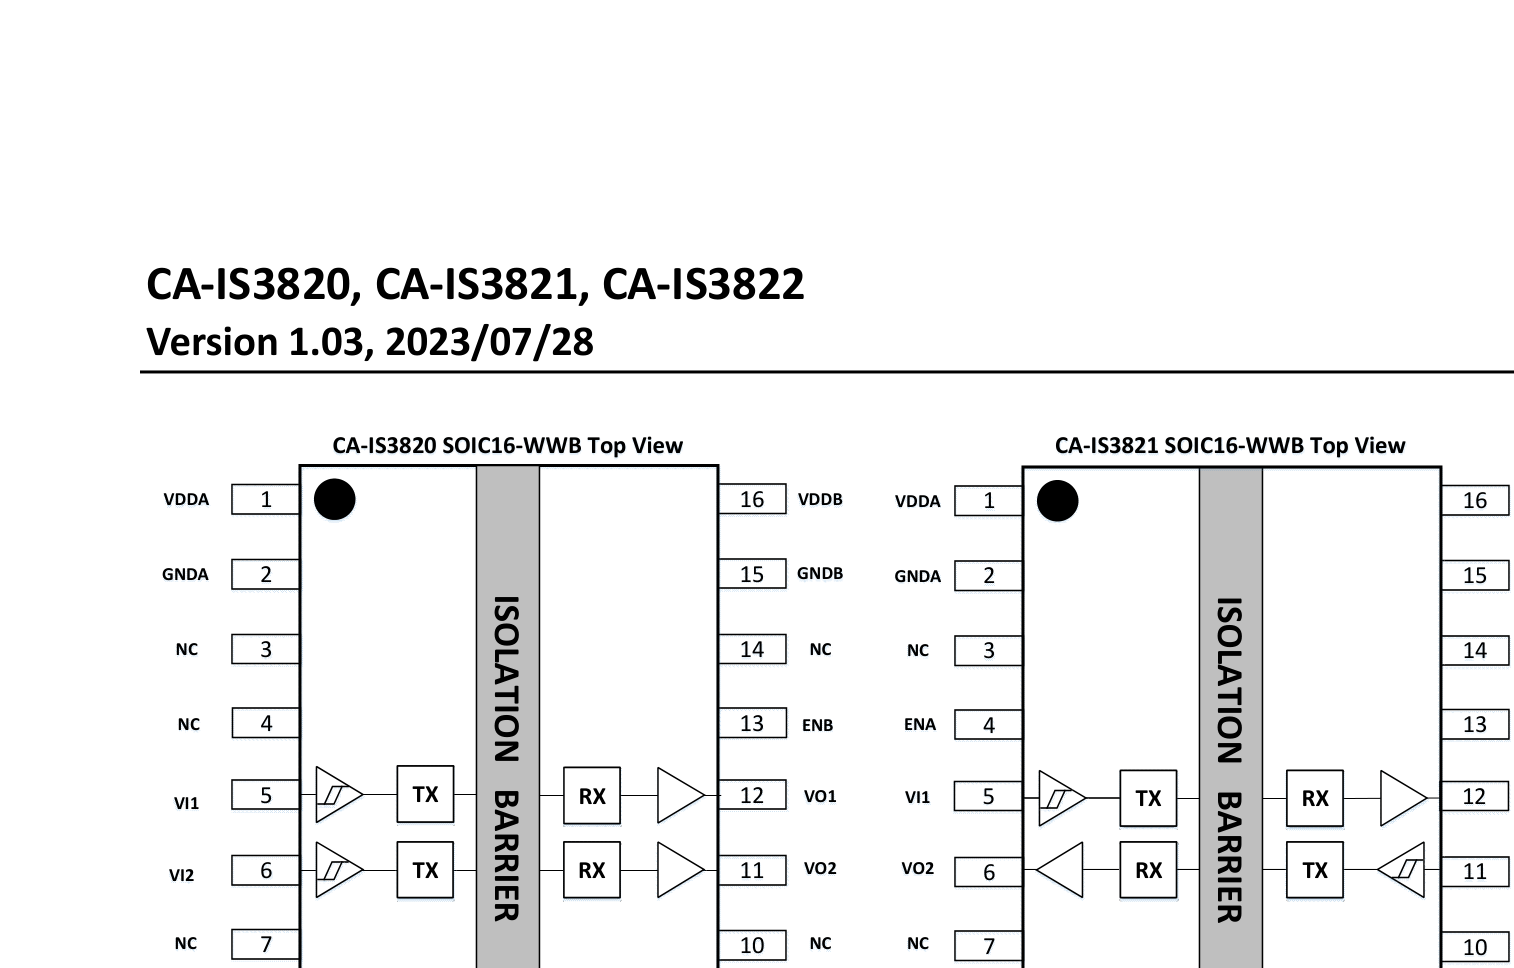 CA-IS3820, CA-IS3821, CA-IS3822
Version 1.03, 2023/07/28
CA-IS3820 SOIC16-WWB Top View
VDDA 1 16 VDDB
GNDA 2 15 GNDB
NC 3 14 NC
NC 4 13 ENB
VI1 5 TX RX 12 VO1
VI2 6 TX RX 11 VO2
NC 7 10 NC
ISOLATION BARRIER
CA-IS3821 SOIC16-WWB Top View
VDDA 1 16
GNDA 2 15
NC 3 14
ENA 4 13
VI1 5 TX RX 12
VO2 6 RX TX 11
NC 7 10
ISOLATION BARRIER